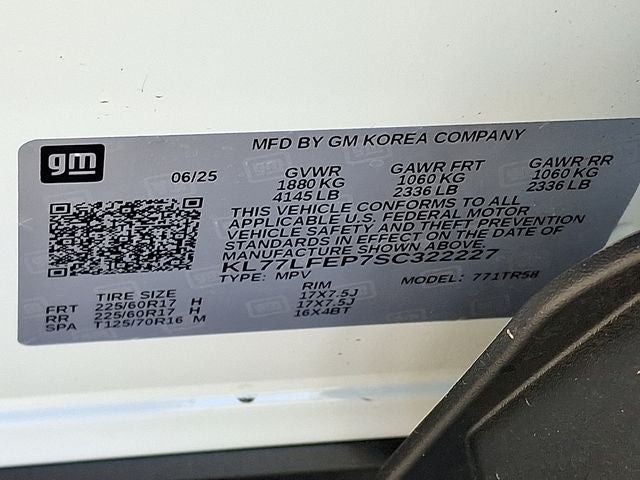 gm
MFD BY GM KOREA COMPANY
06/25
GVWR GAWR FRT GAWR RR
1880 KG 1060 KG 1060 KG
4145 LB 2336 LB 2336 LB
THIS VEHICLE CONFORMS TO ALL
APPLICABLE U.S. FEDERAL MOTOR
VEHICLE SAFETY AND THEFT PREVENTION
STANDARDS IN EFFECT ON THE DATE OF
MANUFACTURE SHOWN ABOVE.
KL77LFEP7SC322227
TYPE: MPV MODEL: 771TR58
TIRE SIZE RIM
FRT 225/60R17 H 17X7.5J
RR 225/60R17 H 17X7.5J
SPA T125/70R16 M 16X4BT